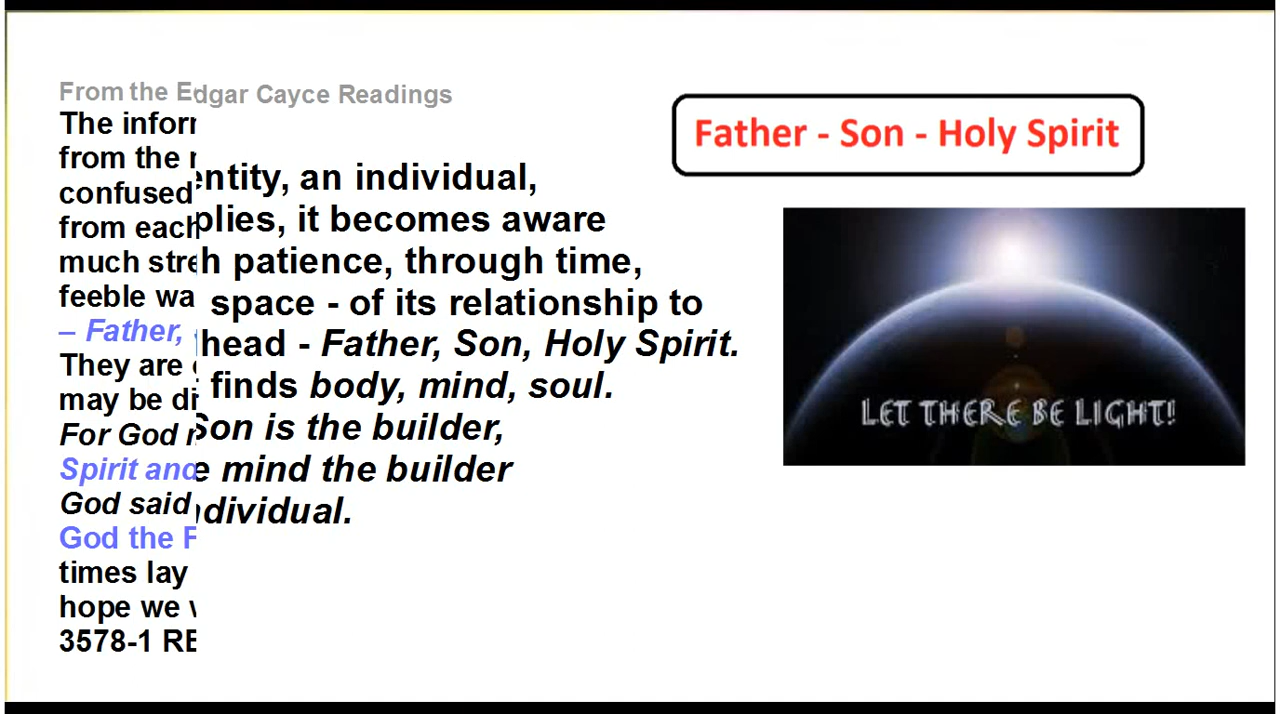 From the Edgar Cayce Readings
The infor
from the
confused
from each
much stre
feeble wa
– Father,
They are
may be di
For God
Spirit and
God said
God the F
times lay
hope we
3578-1 RE
entity, an individual,
plies, it becomes aware
h patience, through time,
space - of its relationship to
head - Father, Son, Holy Spirit.
finds body, mind, soul.
Son is the builder,
e mind the builder
ndividual.
Father - Son - Holy Spirit
LET THERE BE LIGHT!